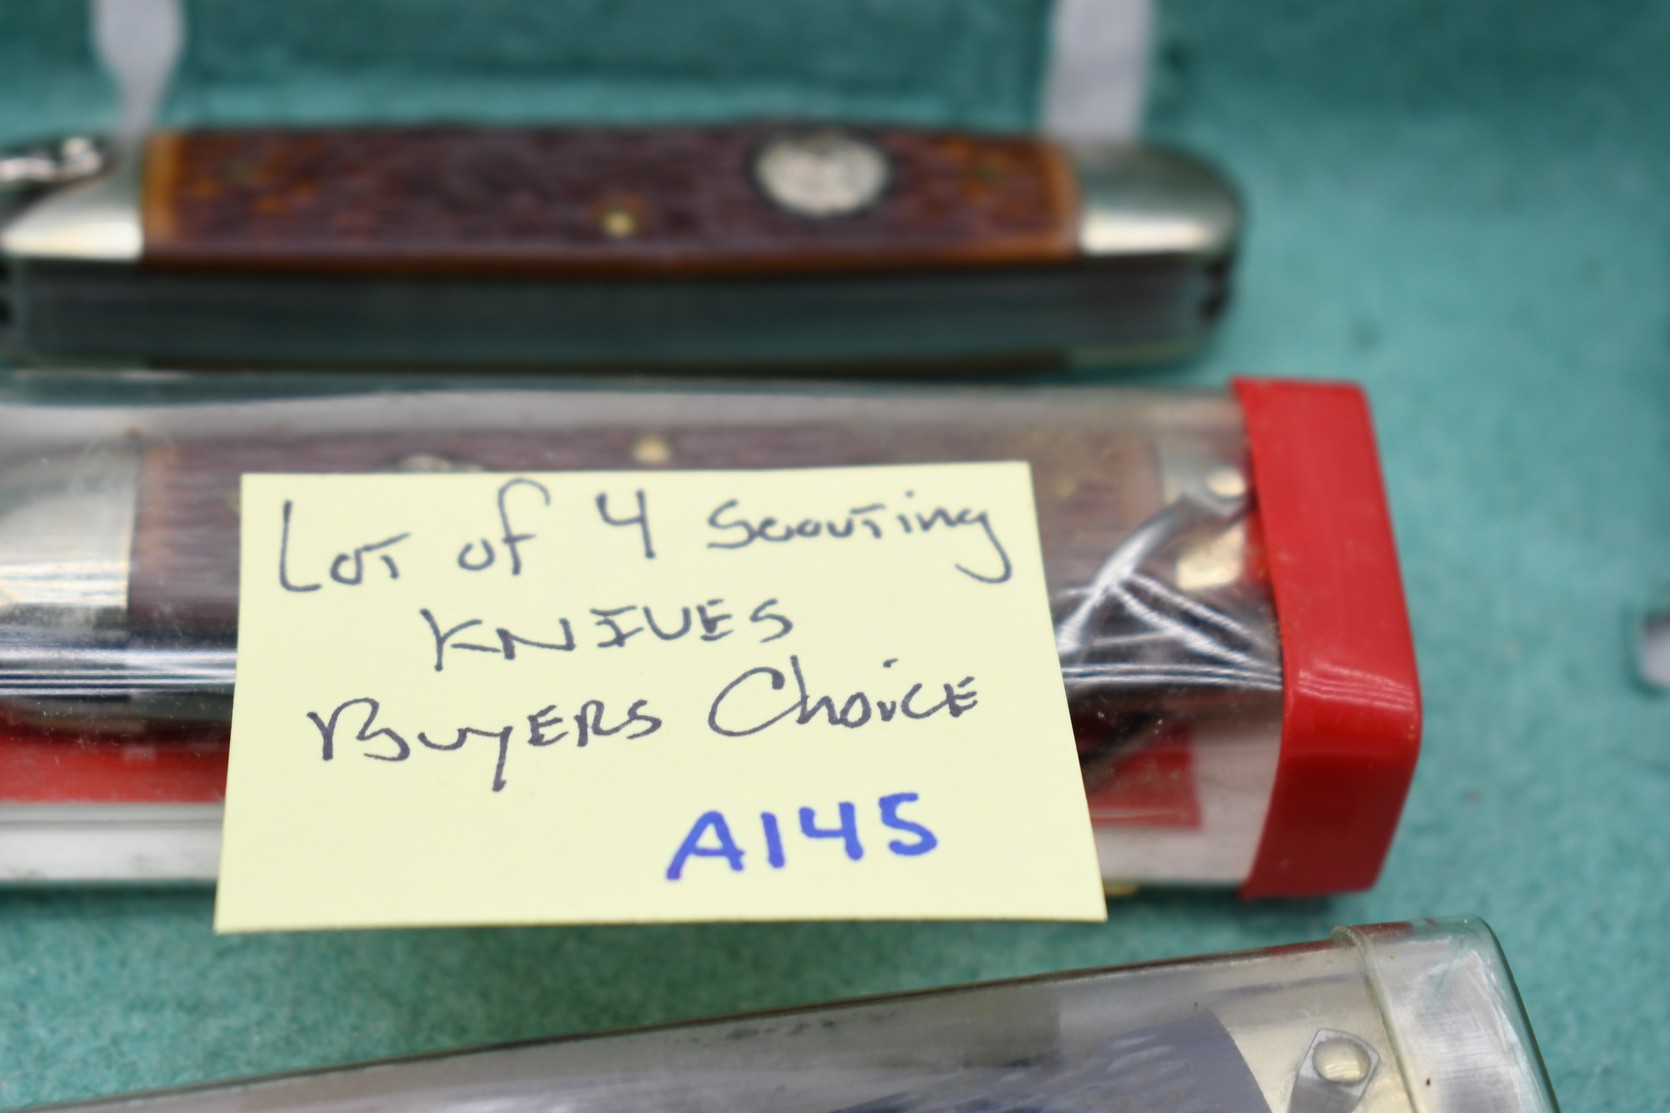 Lot of 4 Scouting
KNIVES
BUYERS Choice
A145